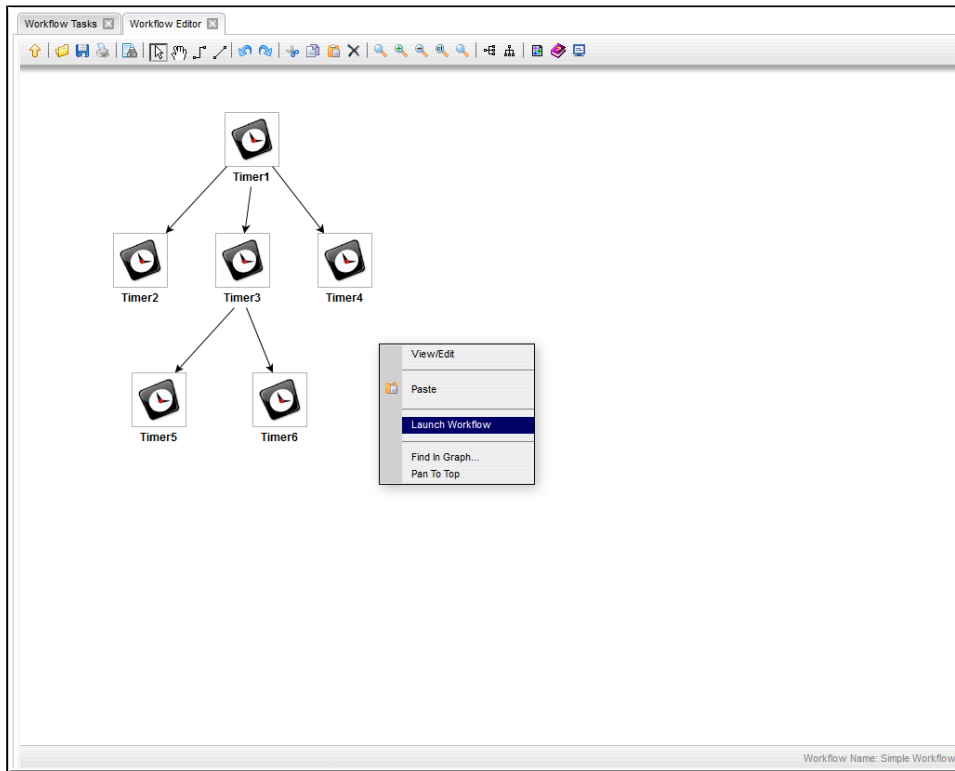 Workflow Tasks
Workflow Editor
Timer1
Timer2
Timer3
Timer4
View/Edit
Paste
Launch Workflow
Find In Graph...
Pan To Top
Timer5
Timer6
Workflow Name: Simple Workflow